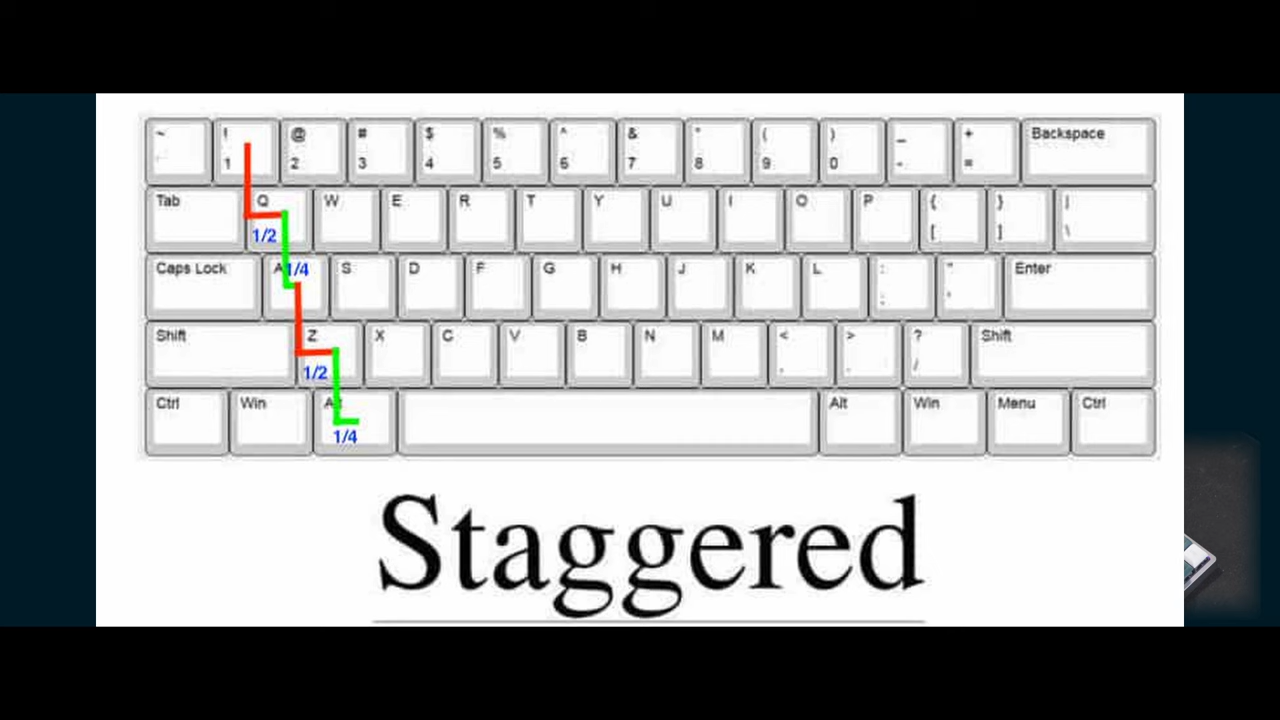 ~ ! @ # $ % ^ & * ( ) _ + Backspace
` 1 2 3 4 5 6 7 8 9 0 - =
Tab Q W E R T Y U I O P { } |
[ ] \
1/2
Caps Lock A 1/4 S D F G H J K L : " Enter
; '
Shift Z X C V B N M < > ? Shift
, . /
1/2
Ctrl Win Alt Alt Win Menu Ctrl
1/4
Staggered